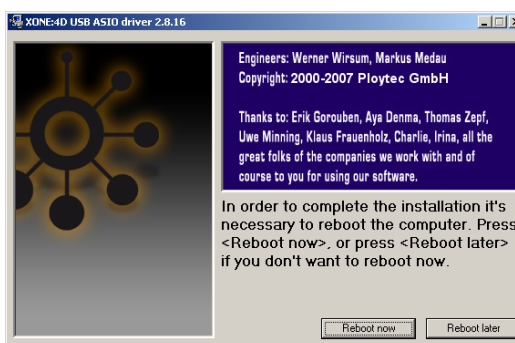 XONE:4D USB ASIO driver 2.8.16
Engineers: Werner Wirsum, Markus Medau
Copyright: 2000-2007 Ploytec GmbH
Thanks to: Erik Gorouben, Aya Denma, Thomas Zepf,
Uwe Minning, Klaus Frauenholz, Charlie, Irina, all the
great folks of the companies we work with and of
course to you for using our software.
In order to complete the installation it's
necessary to reboot the computer. Press
<Reboot now>, or press <Reboot later>
if you don't want to reboot now.
Reboot now
Reboot later